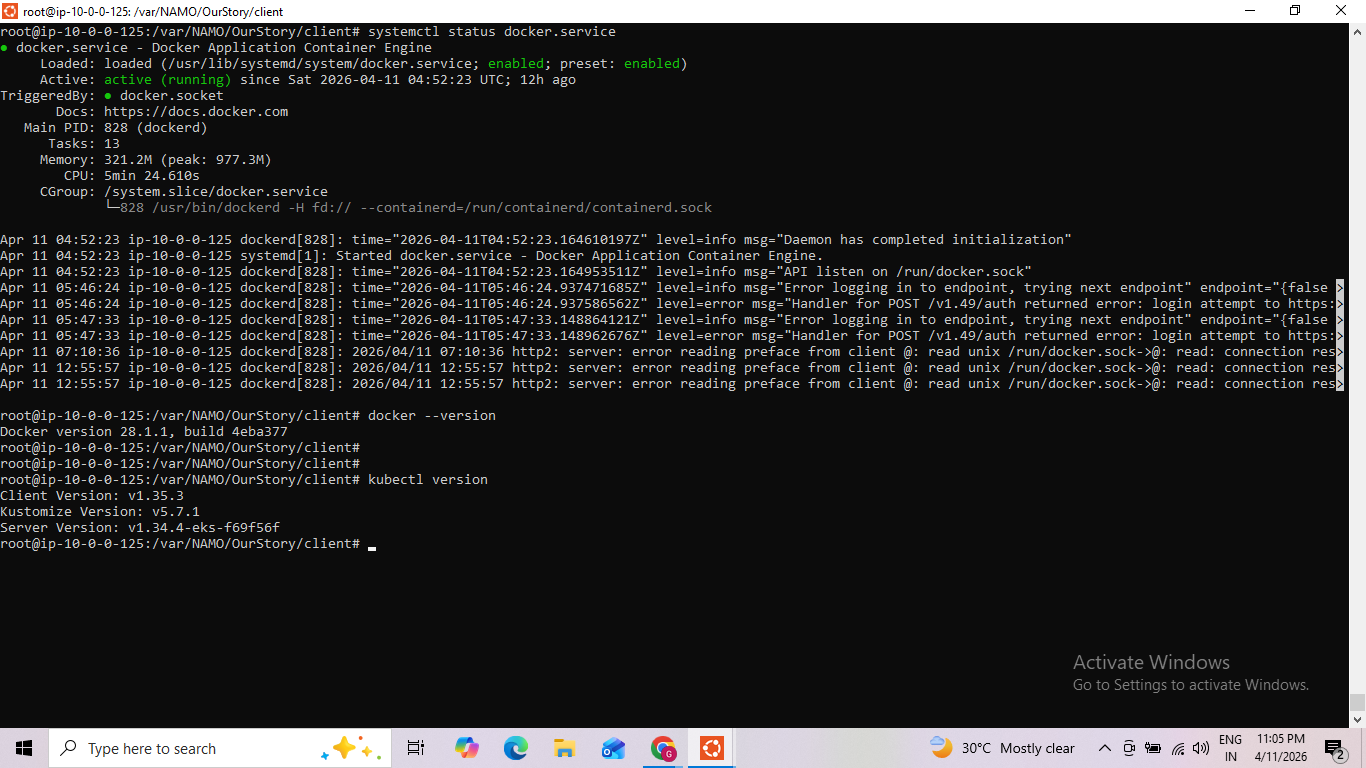 root@ip-10-0-0-125: /var/NAMO/OurStory/client
root@ip-10-0-0-125:/var/NAMO/OurStory/client# systemctl status docker.service
● docker.service - Docker Application Container Engine
     Loaded: loaded (/usr/lib/systemd/system/docker.service; enabled; preset: enabled)
     Active: active (running) since Sat 2026-04-11 04:52:23 UTC; 12h ago
TriggeredBy: ● docker.socket
       Docs: https://docs.docker.com
   Main PID: 828 (dockerd)
      Tasks: 13
     Memory: 321.2M (peak: 977.3M)
        CPU: 5min 24.610s
     CGroup: /system.slice/docker.service
             └─828 /usr/bin/dockerd -H fd:// --containerd=/run/containerd/containerd.sock
Apr 11 04:52:23 ip-10-0-0-125 dockerd[828]: time="2026-04-11T04:52:23.164610197Z" level=info msg="Daemon has completed initialization"
Apr 11 04:52:23 ip-10-0-0-125 systemd[1]: Started docker.service - Docker Application Container Engine.
Apr 11 04:52:23 ip-10-0-0-125 dockerd[828]: time="2026-04-11T04:52:23.164953511Z" level=info msg="API listen on /run/docker.sock"
Apr 11 05:46:24 ip-10-0-0-125 dockerd[828]: time="2026-04-11T05:46:24.937471685Z" level=info msg="Error logging in to endpoint, trying next endpoint" endpoint="{false >
Apr 11 05:46:24 ip-10-0-0-125 dockerd[828]: time="2026-04-11T05:46:24.937586562Z" level=error msg="Handler for POST /v1.49/auth returned error: login attempt to https:>
Apr 11 05:47:33 ip-10-0-0-125 dockerd[828]: time="2026-04-11T05:47:33.148864121Z" level=info msg="Error logging in to endpoint, trying next endpoint" endpoint="{false >
Apr 11 05:47:33 ip-10-0-0-125 dockerd[828]: time="2026-04-11T05:47:33.148962676Z" level=error msg="Handler for POST /v1.49/auth returned error: login attempt to https:>
Apr 11 07:10:36 ip-10-0-0-125 dockerd[828]: 2026/04/11 07:10:36 http2: server: error reading preface from client @: read unix /run/docker.sock->@: read: connection res>
Apr 11 12:55:57 ip-10-0-0-125 dockerd[828]: 2026/04/11 12:55:57 http2: server: error reading preface from client @: read unix /run/docker.sock->@: read: connection res>
Apr 11 12:55:57 ip-10-0-0-125 dockerd[828]: 2026/04/11 12:55:57 http2: server: error reading preface from client @: read unix /run/docker.sock->@: read: connection res>
root@ip-10-0-0-125:/var/NAMO/OurStory/client# docker --version
Docker version 28.1.1, build 4eba377
root@ip-10-0-0-125:/var/NAMO/OurStory/client#
root@ip-10-0-0-125:/var/NAMO/OurStory/client#
root@ip-10-0-0-125:/var/NAMO/OurStory/client# kubectl version
Client Version: v1.35.3
Kustomize Version: v5.7.1
Server Version: v1.34.4-eks-f69f56f
root@ip-10-0-0-125:/var/NAMO/OurStory/client#
Activate Windows
Go to Settings to activate Windows.
Type here to search
G
30°C Mostly clear
ENG
IN
11:05 PM
4/11/2026
2